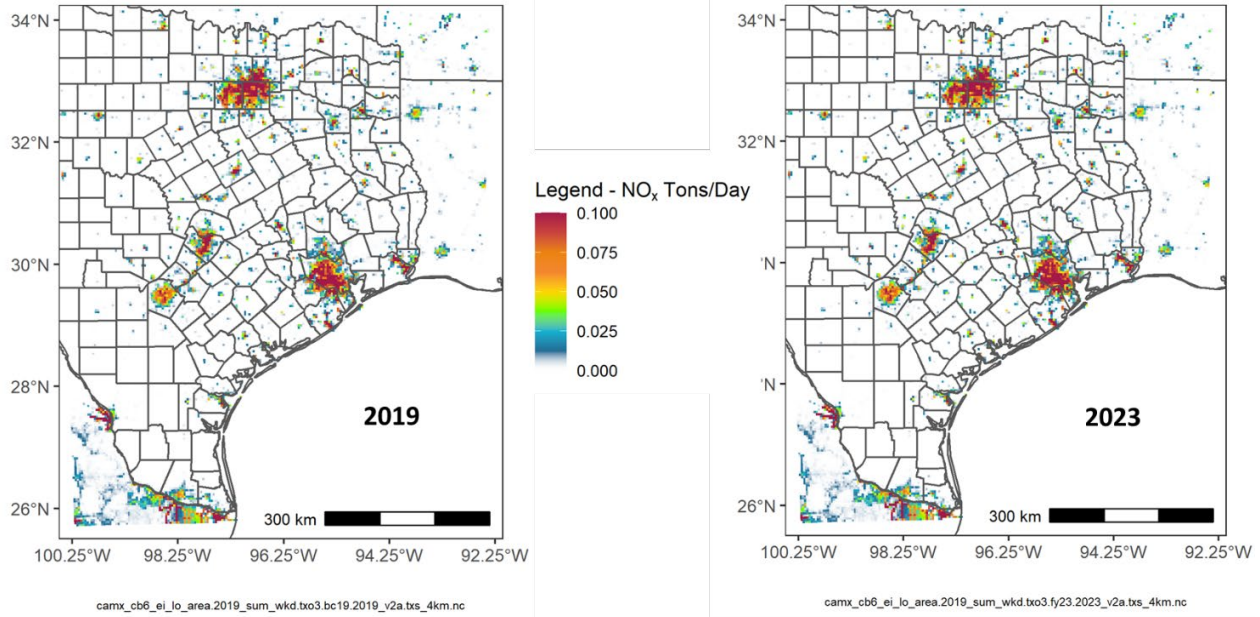 34°N
32°N
30°N
28°N
26°N
2019
300 km
100.25°W 98.25°W 96.25°W 94.25°W 92.25°W
camx_cb6_ei_lo_area.2019_sum_wkd.txo3.bc19.2019_v2a.txs_4km.nc
Legend - NOₓ Tons/Day
0.100
0.075
0.050
0.025
0.000
34°N
32°N
°N
°N
26°N
2023
300 km
100.25°W 98.25°W 96.25°W 94.25°W 92.25°W
camx_cb6_ei_lo_area.2019_sum_wkd.txo3.fy23.2023_v2a.txs_4km.nc